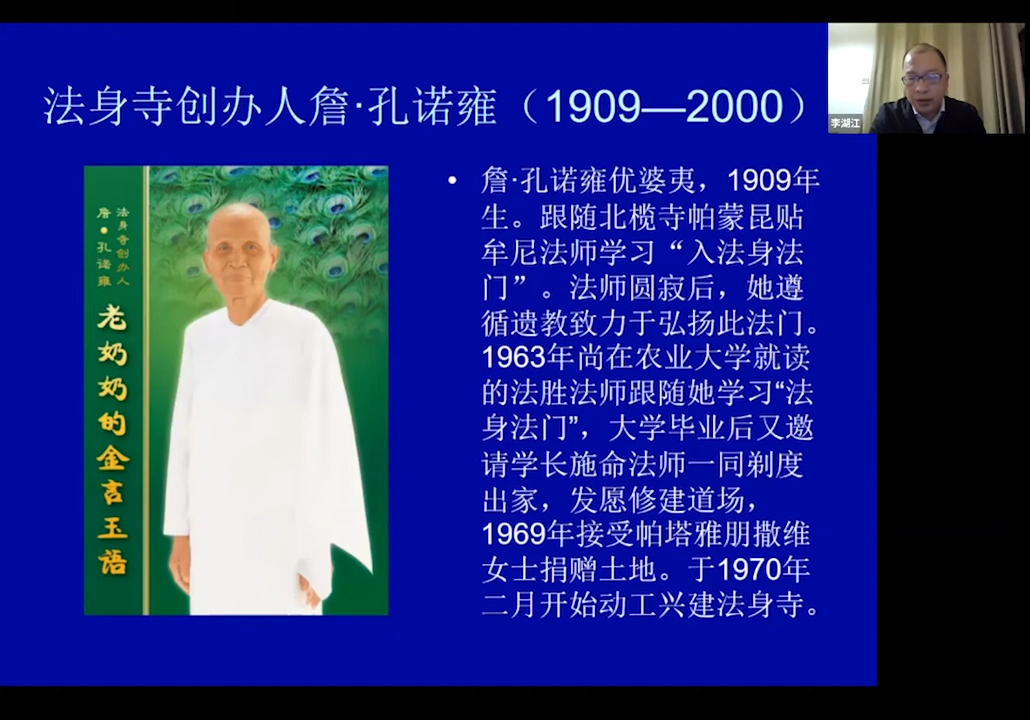 法身寺创办人詹·孔诺雍（1909—2000）
李湖江
法身寺创办人
詹·孔诺雍
老奶奶的金言玉语
• 詹·孔诺雍优婆夷，1909年
生。跟随北榄寺帕蒙昆贴
牟尼法师学习“入法身法
门”。法师圆寂后，她遵
循遗教致力于弘扬此法门。
1963年尚在农业大学就读
的法胜法师跟随她学习“法
身法门”，大学毕业后又邀
请学长施命法师一同剃度
出家，发愿修建道场，
1969年接受帕塔雅朋撒维
女士捐赠土地。于1970年
二月开始动工兴建法身寺。